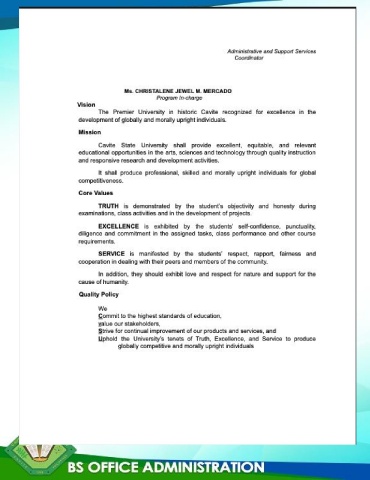 Administrative and Support Services
Coordinator
Ms. CHRISTALENE JEWEL M. MERCADO
Program In-charge
Vision
The Premier University in historic Cavite recognized for excellence in the
development of globally and morally upright individuals.
Mission
Cavite State University shall provide excellent, equitable, and relevant
educational opportunities in the arts, sciences and technology through quality instruction
and responsive research and development activities.
It shall produce professional, skilled and morally upright individuals for global
competitiveness.
Core Values
TRUTH is demonstrated by the student's objectivity and honesty during
examinations, class activities and in the development of projects.
EXCELLENCE is exhibited by the students' self-confidence, punctuality,
diligence and commitment in the assigned tasks, class performance and other course
requirements.
SERVICE is manifested by the students' respect, rapport, fairness and
cooperation in dealing with their peers and members of the community.
In addition, they should exhibit love and respect for nature and support for the
cause of humanity.
Quality Policy
We
Commit to the highest standards of education,
value our stakeholders,
Strive for continual improvement of our products and services, and
Uphold the University's tenets of Truth, Excellence, and Service to produce
globally competitive and morally upright individuals
BS OFFICE ADMINISTRATION